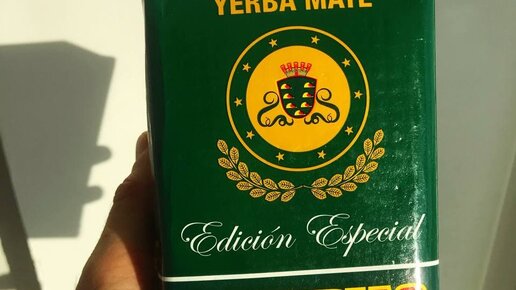 YERBA MATE
Edición Especial